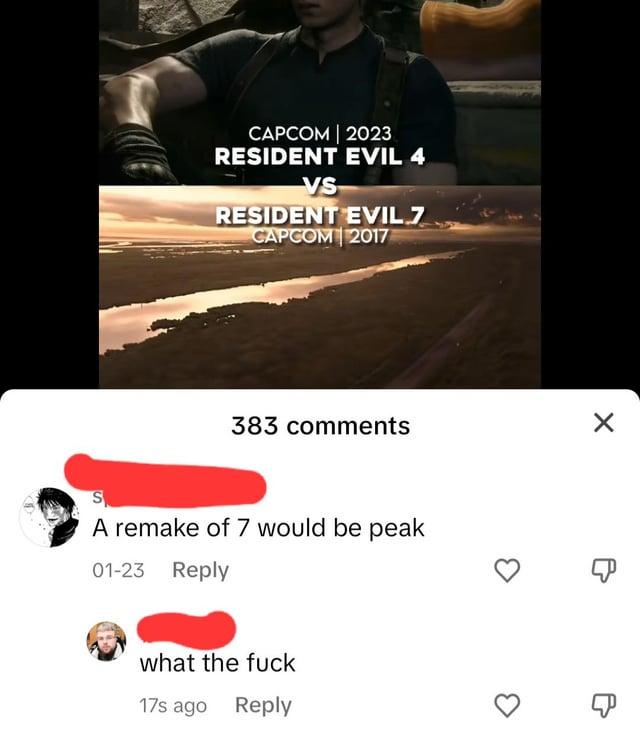 CAPCOM | 2023
RESIDENT EVIL 4
VS
RESIDENT EVIL 7
CAPCOM | 2017
383 comments
A remake of 7 would be peak
01-23 Reply
what the fuck
17s ago Reply